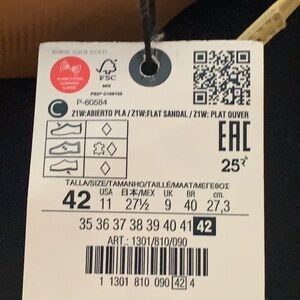 www.zara.com
FSC
MIX
P-60584
Z1W:ABIERTO PLA / Z1W:FLAT SANDAL / Z1W: PLAT OUVER
EAC
25
TALLA/SIZE/TAMANHO/TAILLE/MAAT/ΜΕΓΕΘΟΣ
USA 日本/MEX UK BR cm.
42 11 27½ 9 40 27,3
35 36 37 38 39 40 41 42
ART.: 1301/810/090
1 1301 810 090 42 4